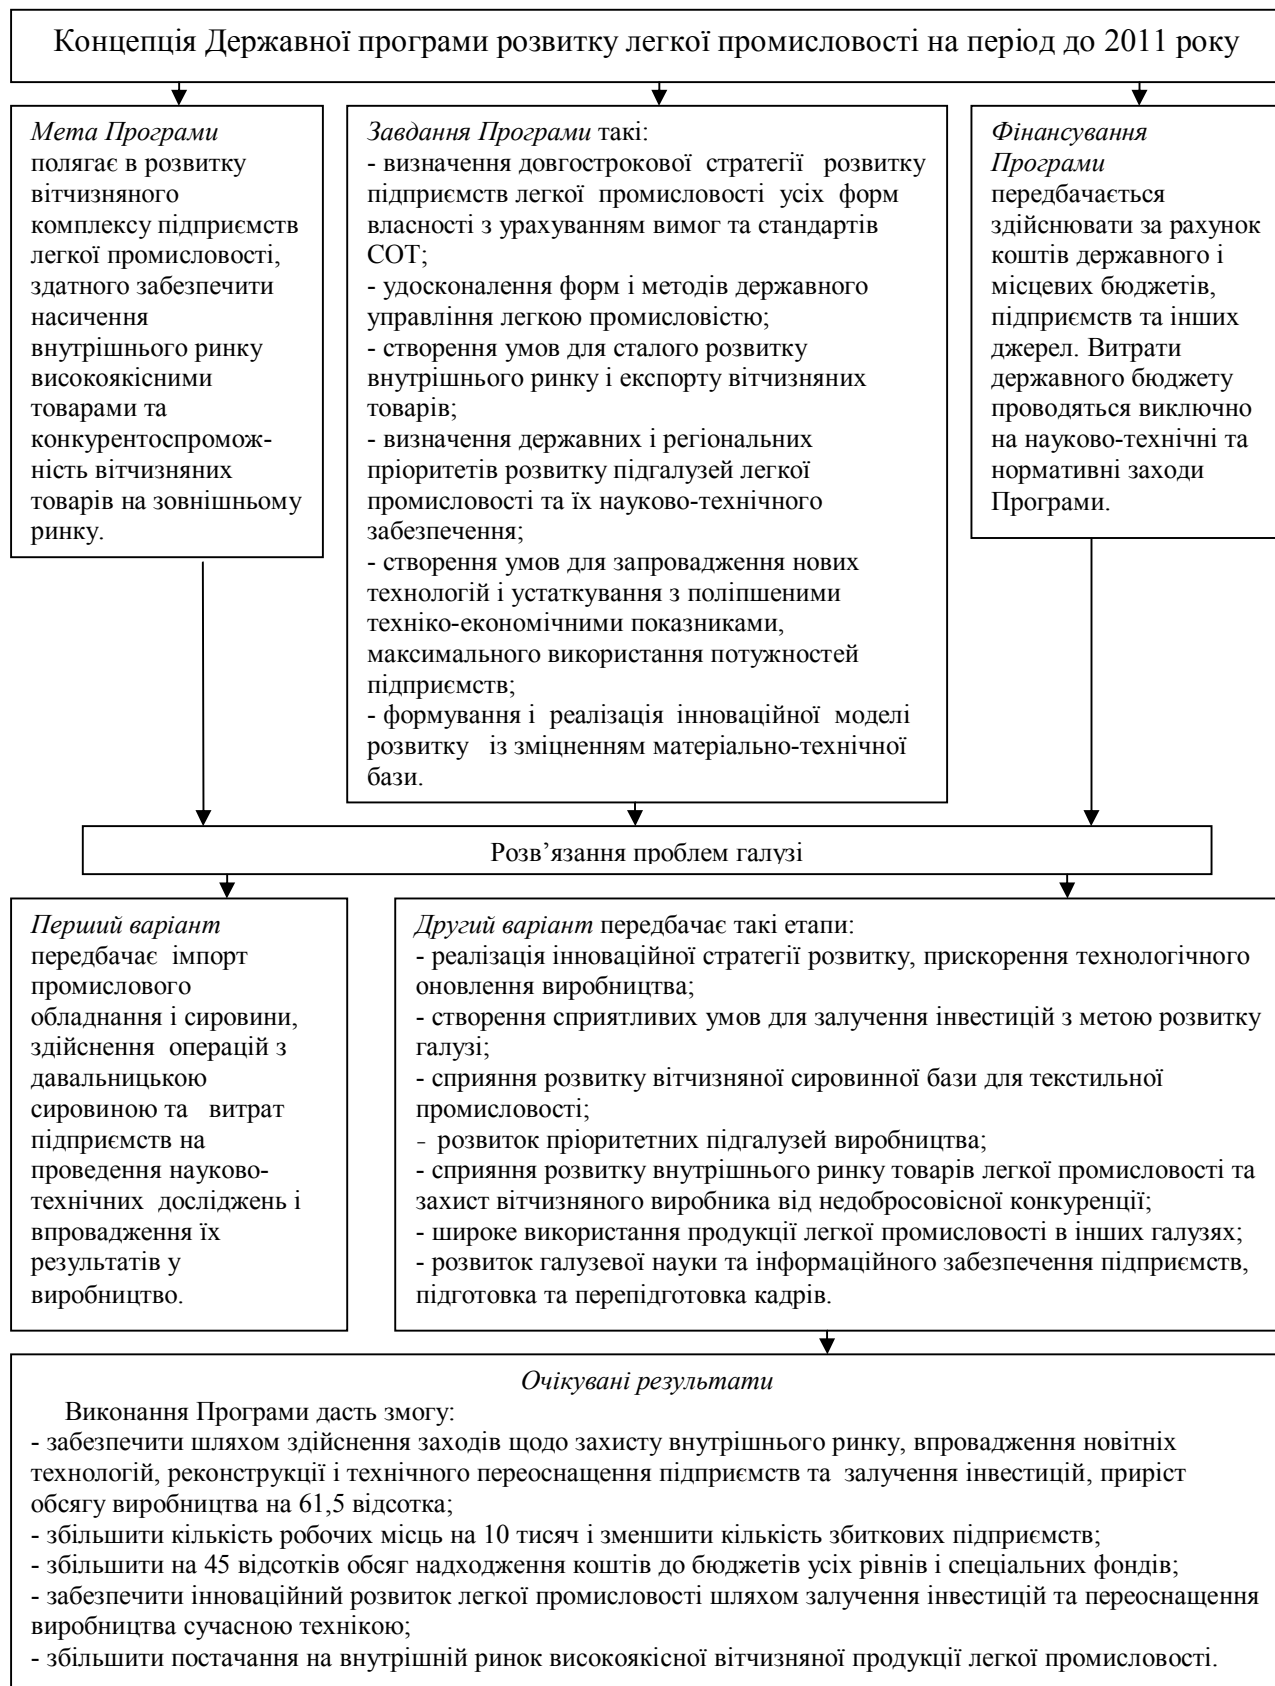 Концепція Державної програми розвитку легкої промисловості на період до 2011 року
Мета Програми
полягає в розвитку
вітчизняного
комплексу підприємств
легкої промисловості,
здатного забезпечити
насичення
внутрішнього ринку
високоякісними
товарами та
конкурентоспромож-
ність вітчизняних
товарів на зовнішньому
ринку.
Завдання Програми такі:
- визначення довгострокової стратегії розвитку
підприємств легкої промисловості усіх форм
власності з урахуванням вимог та стандартів
СОТ;
- удосконалення форм і методів державного
управління легкою промисловістю;
- створення умов для сталого розвитку
внутрішнього ринку і експорту вітчизняних
товарів;
- визначення державних і регіональних
пріоритетів розвитку підгалузей легкої
промисловості та їх науково-технічного
забезпечення;
- створення умов для запровадження нових
технологій і устаткування з поліпшеними
техніко-економічними показниками,
максимального використання потужностей
підприємств;
- формування і реалізація інноваційної моделі
розвитку із зміцненням матеріально-технічної
бази.
Фінансування
Програми
передбачається
здійснювати за рахунок
коштів державного і
місцевих бюджетів,
підприємств та інших
джерел. Витрати
державного бюджету
проводяться виключно
на науково-технічні та
нормативні заходи
Програми.
Розв’язання проблем галузі
Перший варіант
передбачає імпорт
промислового
обладнання і сировини,
здійснення операцій з
давальницькою
сировиною та витрат
підприємств на
проведення науково-
технічних досліджень і
впровадження їх
результатів у
виробництво.
Другий варіант передбачає такі етапи:
- реалізація інноваційної стратегії розвитку, прискорення технологічного
оновлення виробництва;
- створення сприятливих умов для залучення інвестицій з метою розвитку
галузі;
- сприяння розвитку вітчизняної сировинної бази для текстильної
промисловості;
- розвиток пріоритетних підгалузей виробництва;
- сприяння розвитку внутрішнього ринку товарів легкої промисловості та
захист вітчизняного виробника від недобросовісної конкуренції;
- широке використання продукції легкої промисловості в інших галузях;
- розвиток галузевої науки та інформаційного забезпечення підприємств,
підготовка та перепідготовка кадрів.
Очікувані результати
Виконання Програми дасть змогу:
- забезпечити шляхом здійснення заходів щодо захисту внутрішнього ринку, впровадження новітніх
технологій, реконструкції і технічного переоснащення підприємств та залучення інвестицій, приріст
обсягу виробництва на 61,5 відсотка;
- збільшити кількість робочих місць на 10 тисяч і зменшити кількість збиткових підприємств;
- збільшити на 45 відсотків обсяг надходження коштів до бюджетів усіх рівнів і спеціальних фондів;
- забезпечити інноваційний розвиток легкої промисловості шляхом залучення інвестицій та переоснащення
виробництва сучасною технікою;
- збільшити постачання на внутрішній ринок високоякісної вітчизняної продукції легкої промисловості.